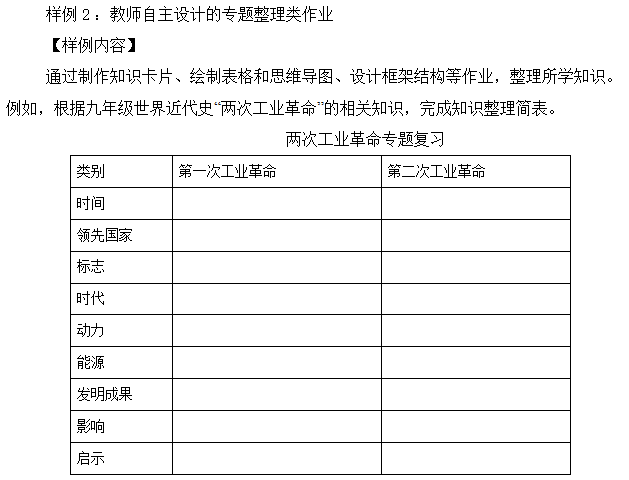 样例 2：教师自主设计的专题整理类作业
【样例内容】
通过制作知识卡片、绘制表格和思维导图、设计框架结构等作业，整理所学知识。
例如，根据九年级世界近代史“两次工业革命”的相关知识，完成知识整理简表。
两次工业革命专题复习
类别 第一次工业革命 第二次工业革命
时间
领先国家
标志
时代
动力
能源
发明成果
影响
启示